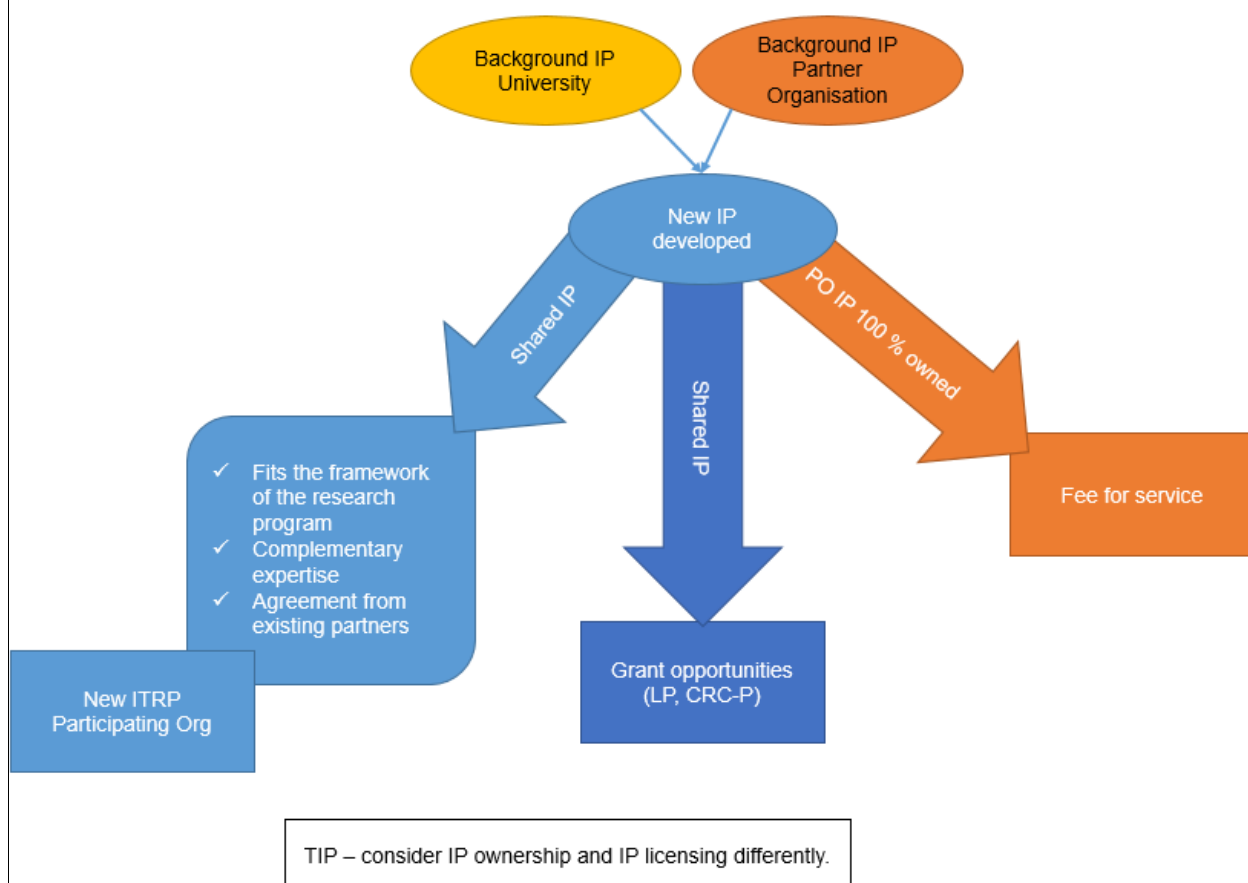 Background IP
University
Background IP
Partner
Organisation
New IP
developed
Shared IP
Shared IP
PO IP 100 % owned
✓ Fits the framework
of the research
program
✓ Complementary
expertise
✓ Agreement from
existing partners
New ITRP
Participating Org
Grant opportunities
(LP, CRC-P)
Fee for service
TIP – consider IP ownership and IP licensing differently.